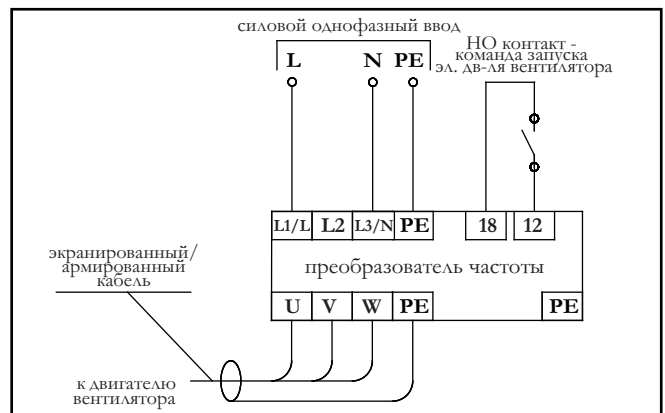 силовой однофазный ввод
L N PE
НО контакт -
команда запуска
эл. дв-ля вентилятора
L1/L L2 L3/N PE 18 12
экранированный/
армированный
кабель
преобразователь частоты
U V W PE PE
к двигателю
вентилятора